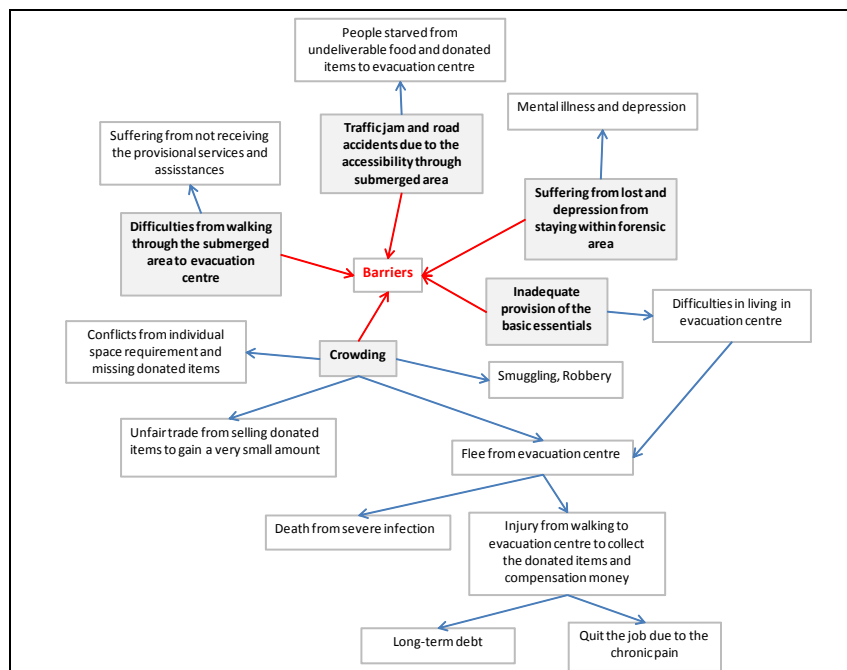 People starved from
undeliverable food and donated
items to evacuation centre
Mental illness and depression
Traffic jam and road
accidents due to the
accessibility through
submerged area
Suffering from not receiving
the provisional services and
assisstances
Suffering from lost and
depression from
staying within forensic
area
Difficulties from walking
through the submerged
area to evacuation
centre
Barriers
Inadequate
provision of the
basic essentials
Difficulties in living in
evacuation centre
Conflicts from individual
space requirement and
missing donated items
Crowding
Smuggling, Robbery
Unfair trade from selling donated
items to gain a very small amount
Flee from evacuation centre
Death from severe infection
Injury from walking to
evacuation centre to collect
the donated items and
compensation money
Long-term debt
Quit the job due to the
chronic pain